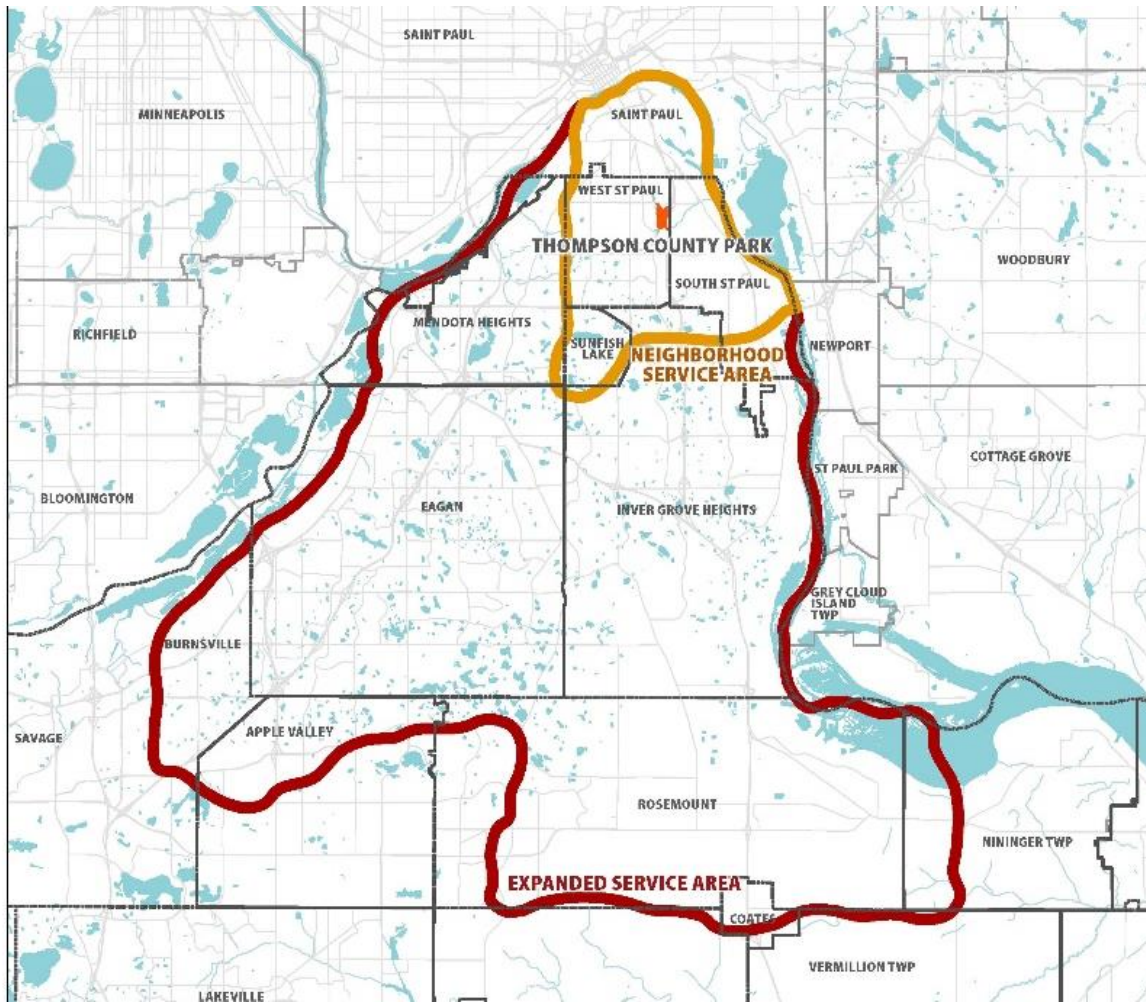 SAINT PAUL
MINNEAPOLIS
SAINT PAUL
WEST ST PAUL
THOMPSON COUNTY PARK
WOODBURY
SOUTH ST PAUL
RICHFIELD
MENDOTA HEIGHTS
SUNFISH
LAKE
NEIGHBORHOOD
SERVICE AREA
NEWPORT
ST PAUL PARK
COTTAGE GROVE
BLOOMINGTON
EAGAN
INVER GROVE HEIGHTS
GREY CLOUD
ISLAND
TWP
BURNSVILLE
SAVAGE
APPLE VALLEY
ROSEMOUNT
NININGER TWP
EXPANDED SERVICE AREA
COATES
VERMILLION TWP
LAKEVILLE